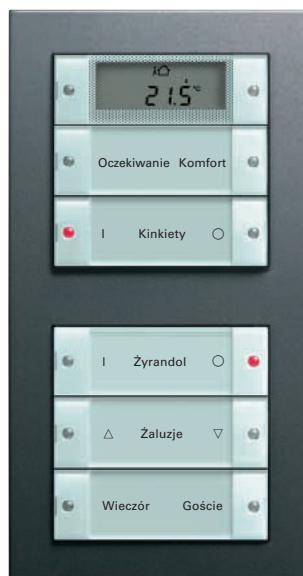 21.5 °C
Oczekiwanie Komfort
I Kinkiety ○
I Żyrandol ○
△ Żaluzje ▽
Wieczór Goście